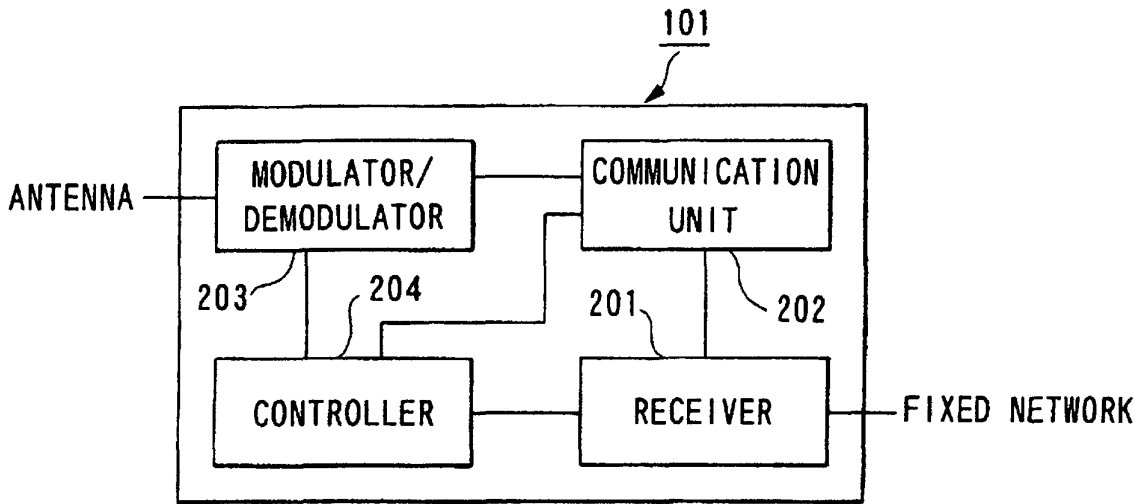 101
MODULATOR/
DEMODULATOR
COMMUNICATION
UNIT
ANTENNA
203
204
201
202
CONTROLLER
RECEIVER
FIXED NETWORK